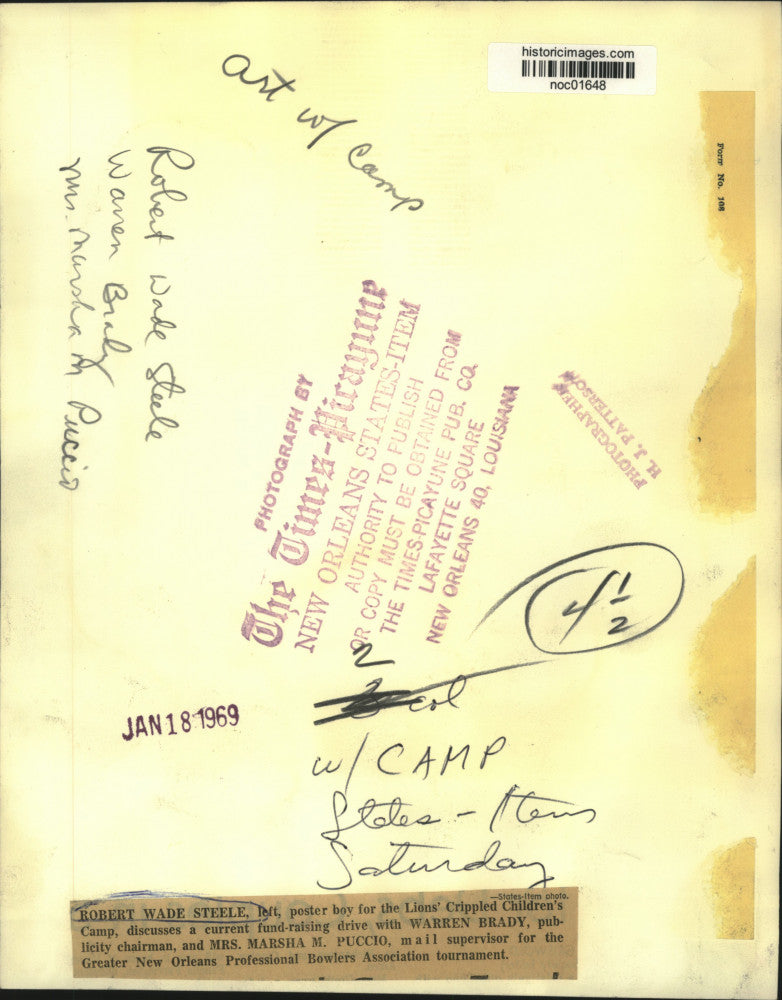 historicimages.com
noc01648
Art w/ Camp
Form No. 108
Robert Wade Steele
Warren Brady
Mrs. Marsha M Puccio
PHOTOGRAPH BY
The Times-Picayune
NEW ORLEANS STATES-ITEM
AUTHORITY TO PUBLISH
OR COPY MUST BE OBTAINED FROM
THE TIMES-PICAYUNE PUB. CO.
LAFAYETTE SQUARE
NEW ORLEANS 40, LOUISIANA
PHOTOGRAPHER
H. J. PATTERSON
4 1/2
2
col
w/ CAMP
States-Item
Saturday
JAN 18 1969
—States-Item photo.
ROBERT WADE STEELE, left, poster boy for the Lions' Crippled Children's
Camp, discusses a current fund-raising drive with WARREN BRADY, pub-
licity chairman, and MRS. MARSHA M. PUCCIO, mail supervisor for the
Greater New Orleans Professional Bowlers Association tournament.